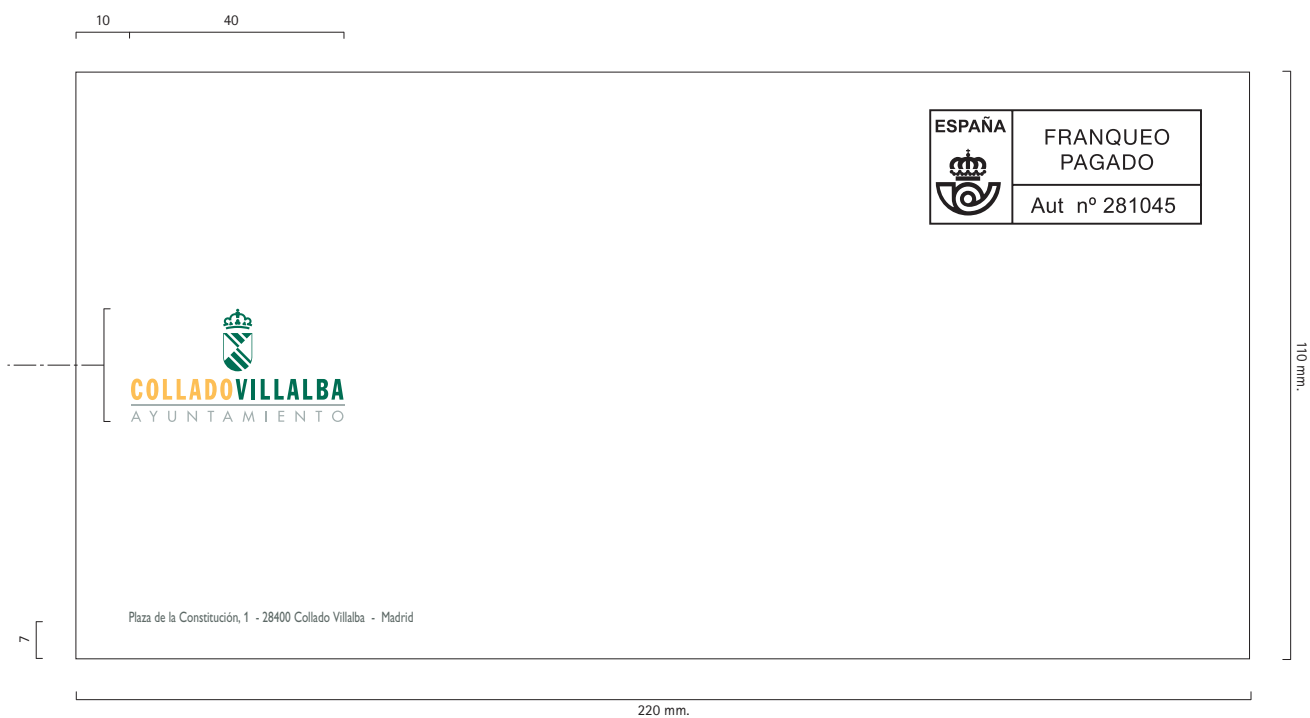 10
40
ESPAÑA
FRANQUEO
PAGADO
Aut nº 281045
110 mm.
COLLADOVILLALBA
AYUNTAMIENTO
Plaza de la Constitución, 1 - 28400 Collado Villalba - Madrid
7
220 mm.